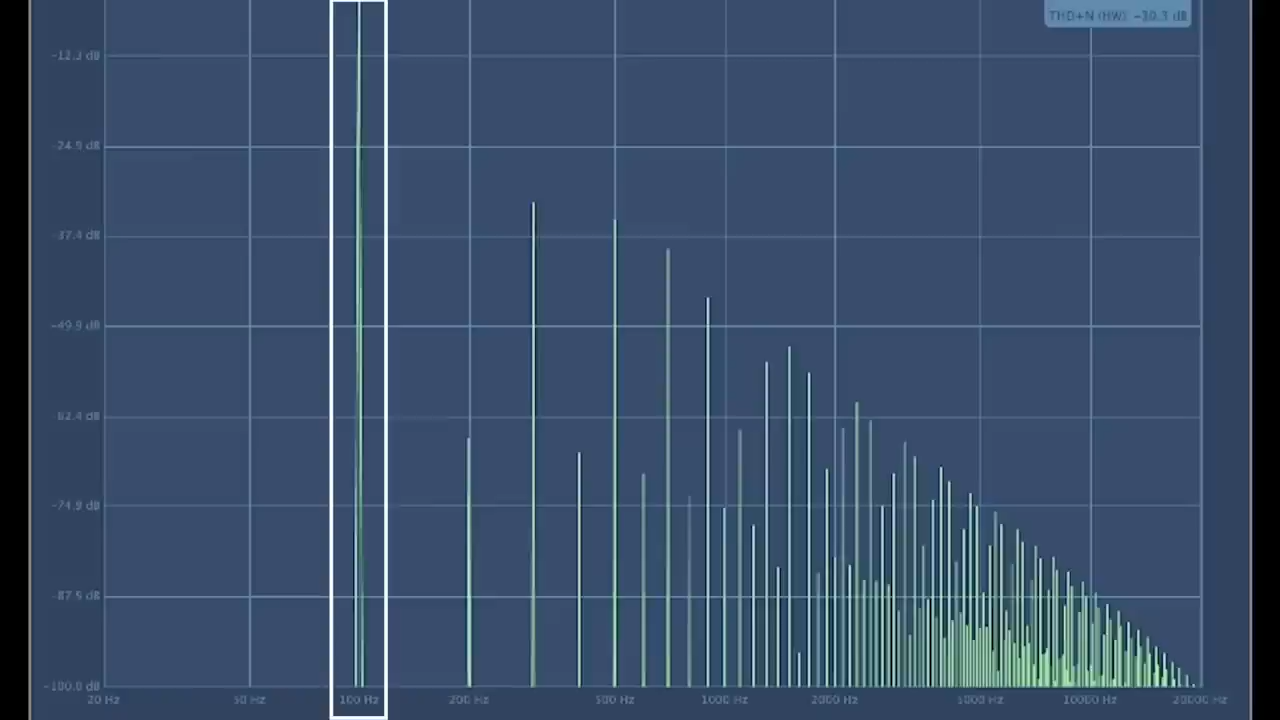 THD+N (HW) -30.3 dB
-12.3 dB
-24.9 dB
-37.4 dB
-49.9 dB
-62.4 dB
-74.9 dB
-87.5 dB
-100.0 dB
20 Hz 50 Hz 100 Hz 200 Hz 500 Hz 1000 Hz 2000 Hz 5000 Hz 10000 Hz 20000 Hz